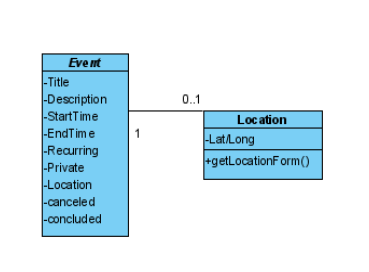 Event
-Title
-Description
-StartTime
-EndTime
-Recurring
-Private
-Location
-canceled
-concluded
0..1
1
Location
-Lat/Long
+getLocationForm()